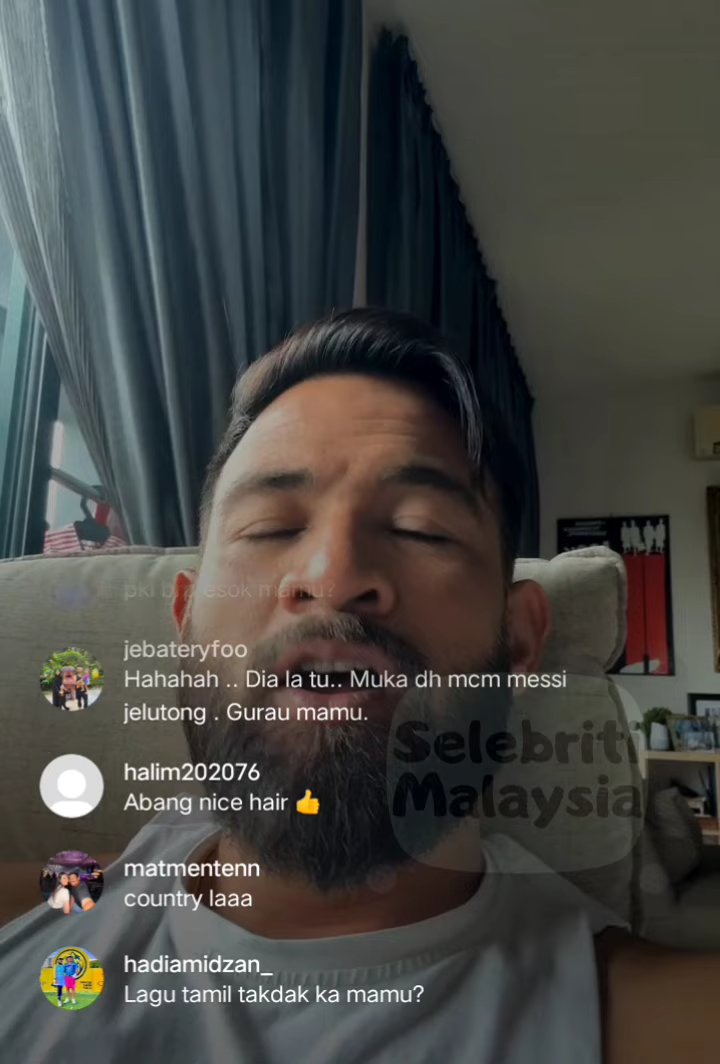 jebateryfoo
Hahahah .. Dia la tu.. Muka dh mcm messi
jelutong . Gurau mamu.
Selebriti
Malaysia
halim202076
Abang nice hair 👍
matmentenn
country laaa
hadiamidzan_
Lagu tamil takdak ka mamu?